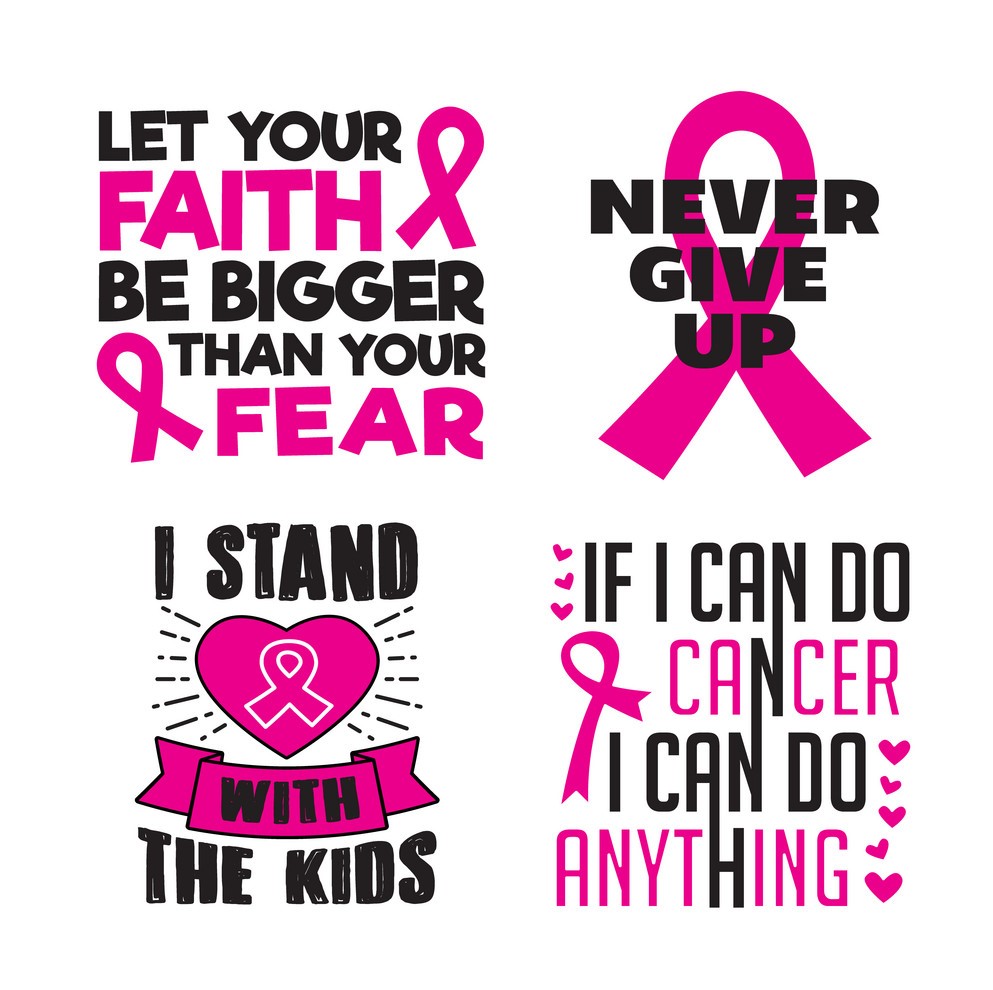 LET YOUR
FAITH
BE BIGGER
THAN YOUR
FEAR
NEVER
GIVE
UP
I STAND
WITH
THE KIDS
IF I CAN DO
CANCER
I CAN DO
ANYTHING